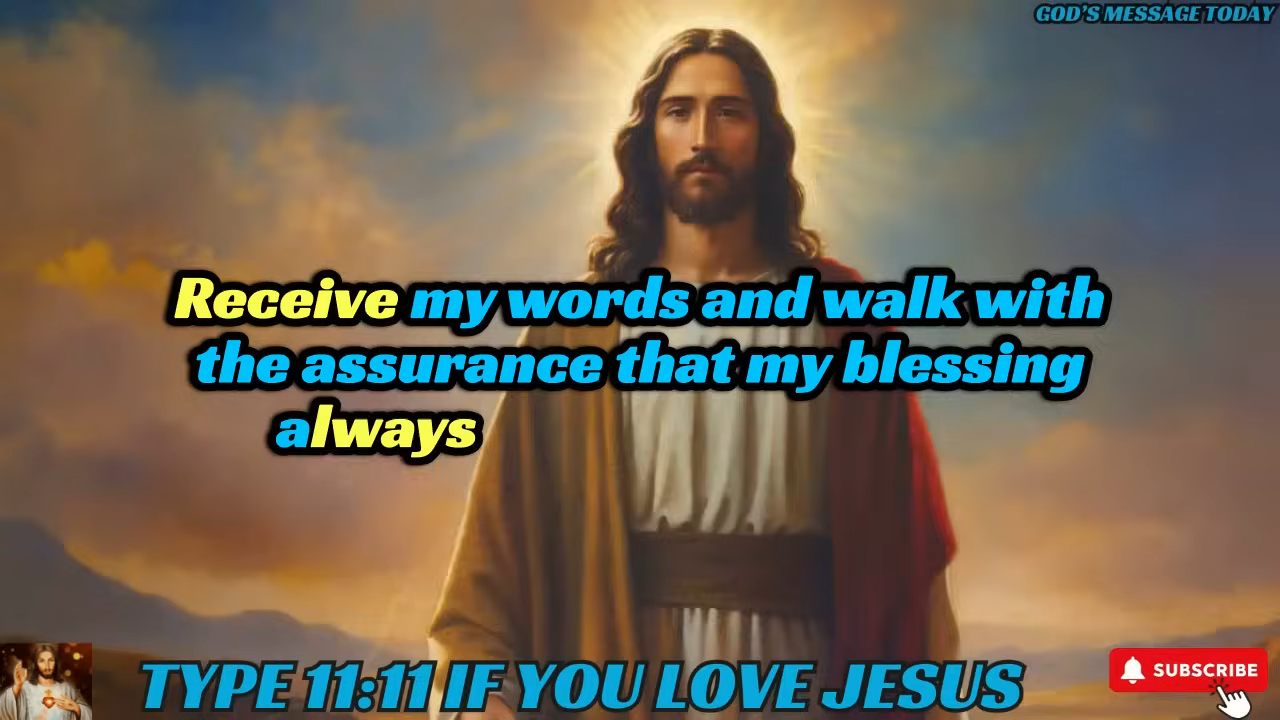 GOD'S MESSAGE TODAY
Receive my words and walk with
the assurance that my blessing
always
TYPE 11:11 IF YOU LOVE JESUS
SUBSCRIBE